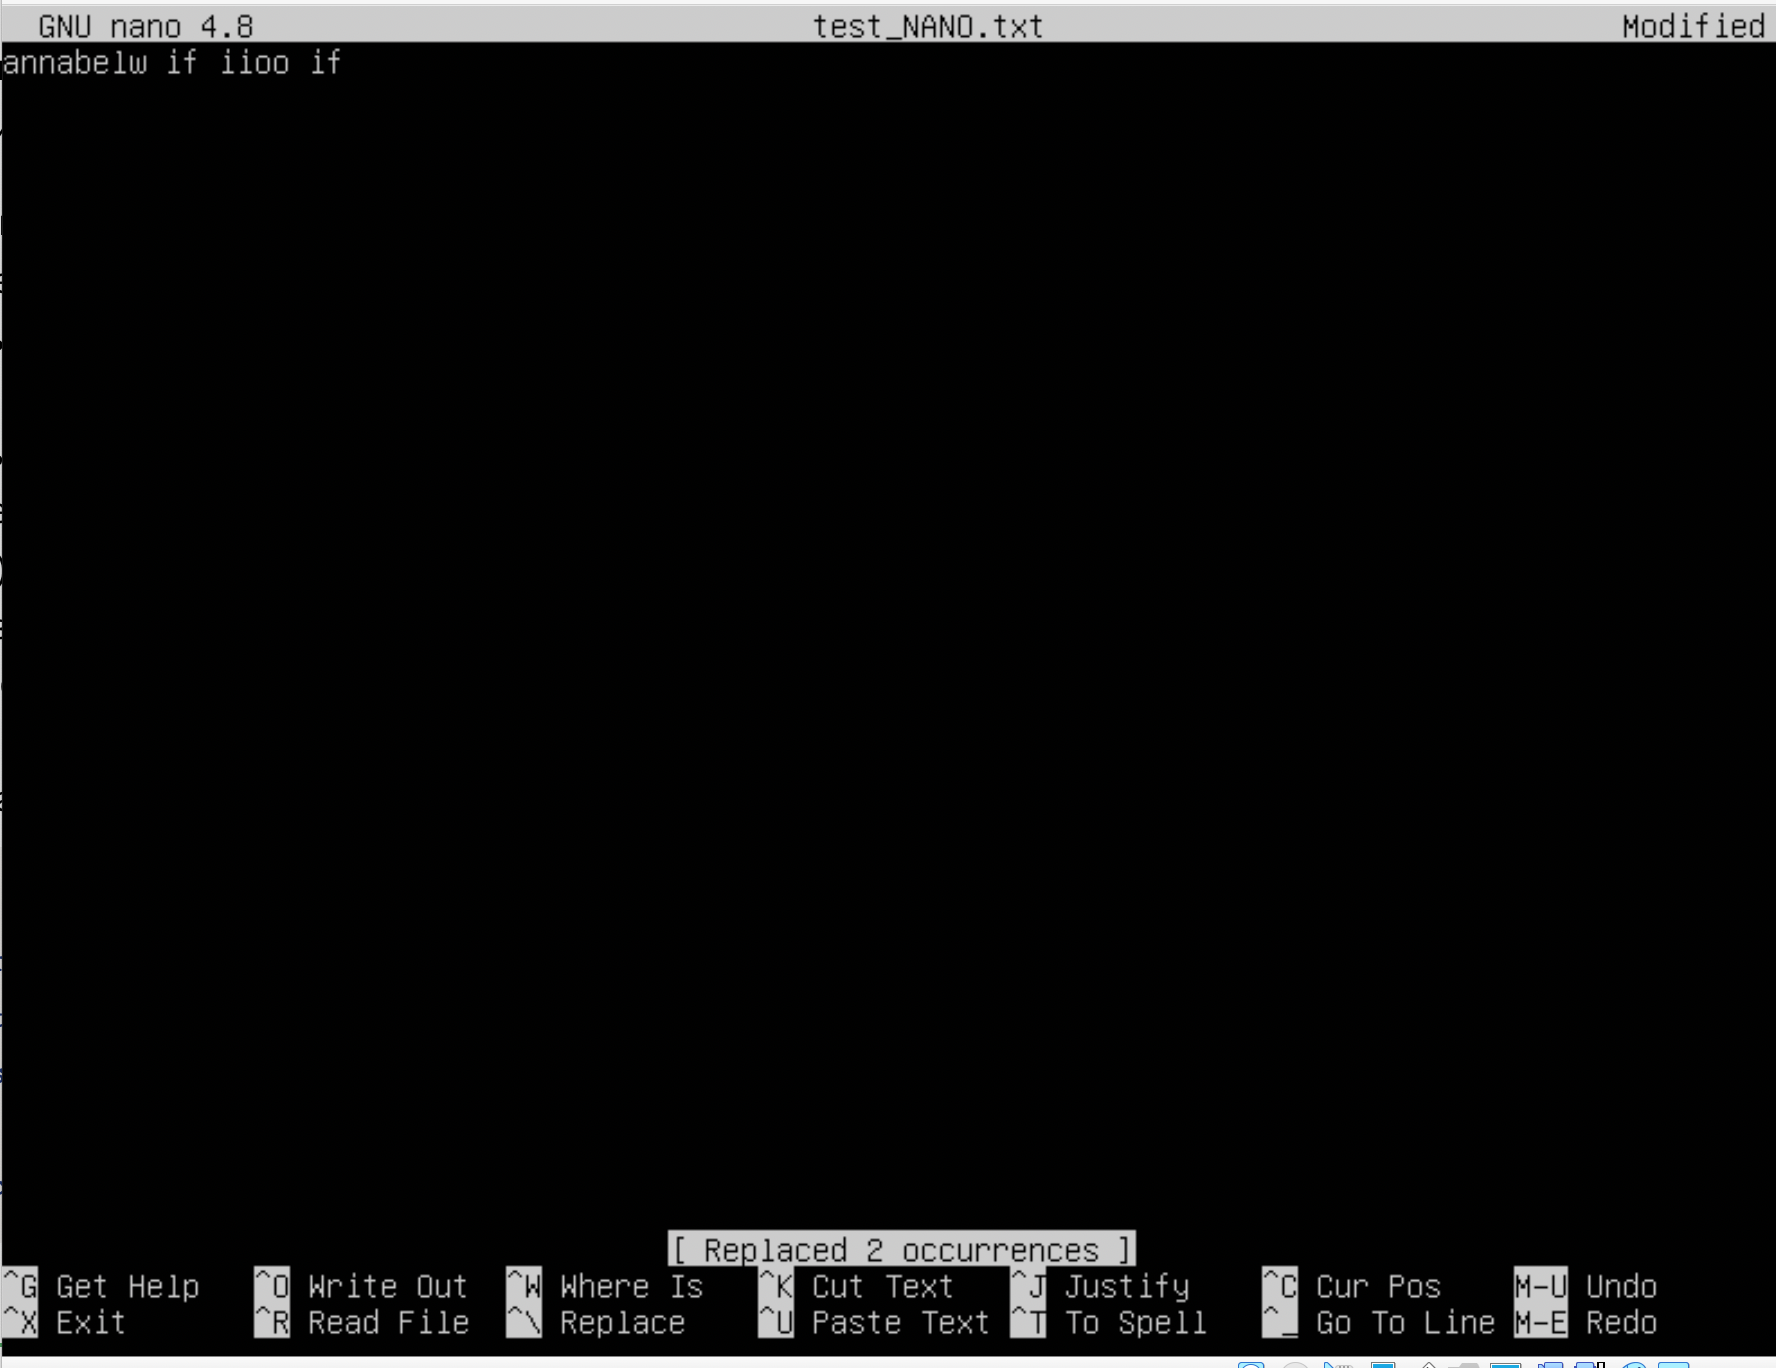 GNU nano 4.8 test_NANO.txt Modified
annabelw if iioo if
[ Replaced 2 occurrences ]
^G Get Help ^O Write Out ^W Where Is ^K Cut Text ^J Justify ^C Cur Pos M-U Undo
^X Exit ^R Read File ^\ Replace ^U Paste Text ^T To Spell ^_ Go To Line M-E Redo